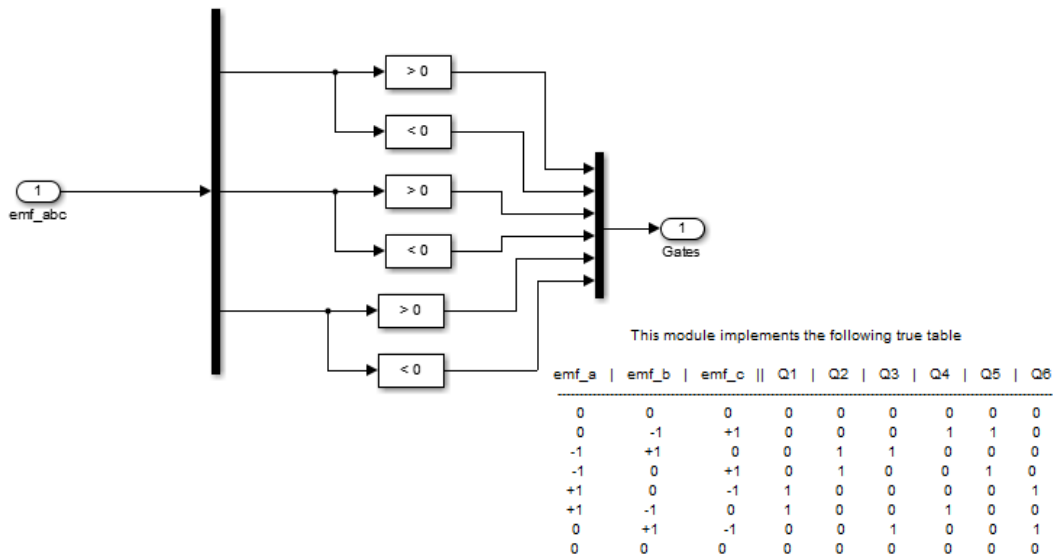 > 0
< 0
1
emf_abc
> 0
< 0
1
Gates
> 0
< 0
This module implements the following true table
emf_a | emf_b | emf_c || Q1 | Q2 | Q3 | Q4 | Q5 | Q6
0 0 0 0 0 0 0 0 0
0 -1 +1 0 0 0 1 1 0
-1 +1 0 0 1 1 0 0 0
-1 0 +1 0 1 0 0 1 0
+1 0 -1 1 0 0 0 0 1
+1 -1 0 1 0 0 1 0 0
0 +1 -1 0 0 1 0 0 1
0 0 0 0 0 0 0 0 0